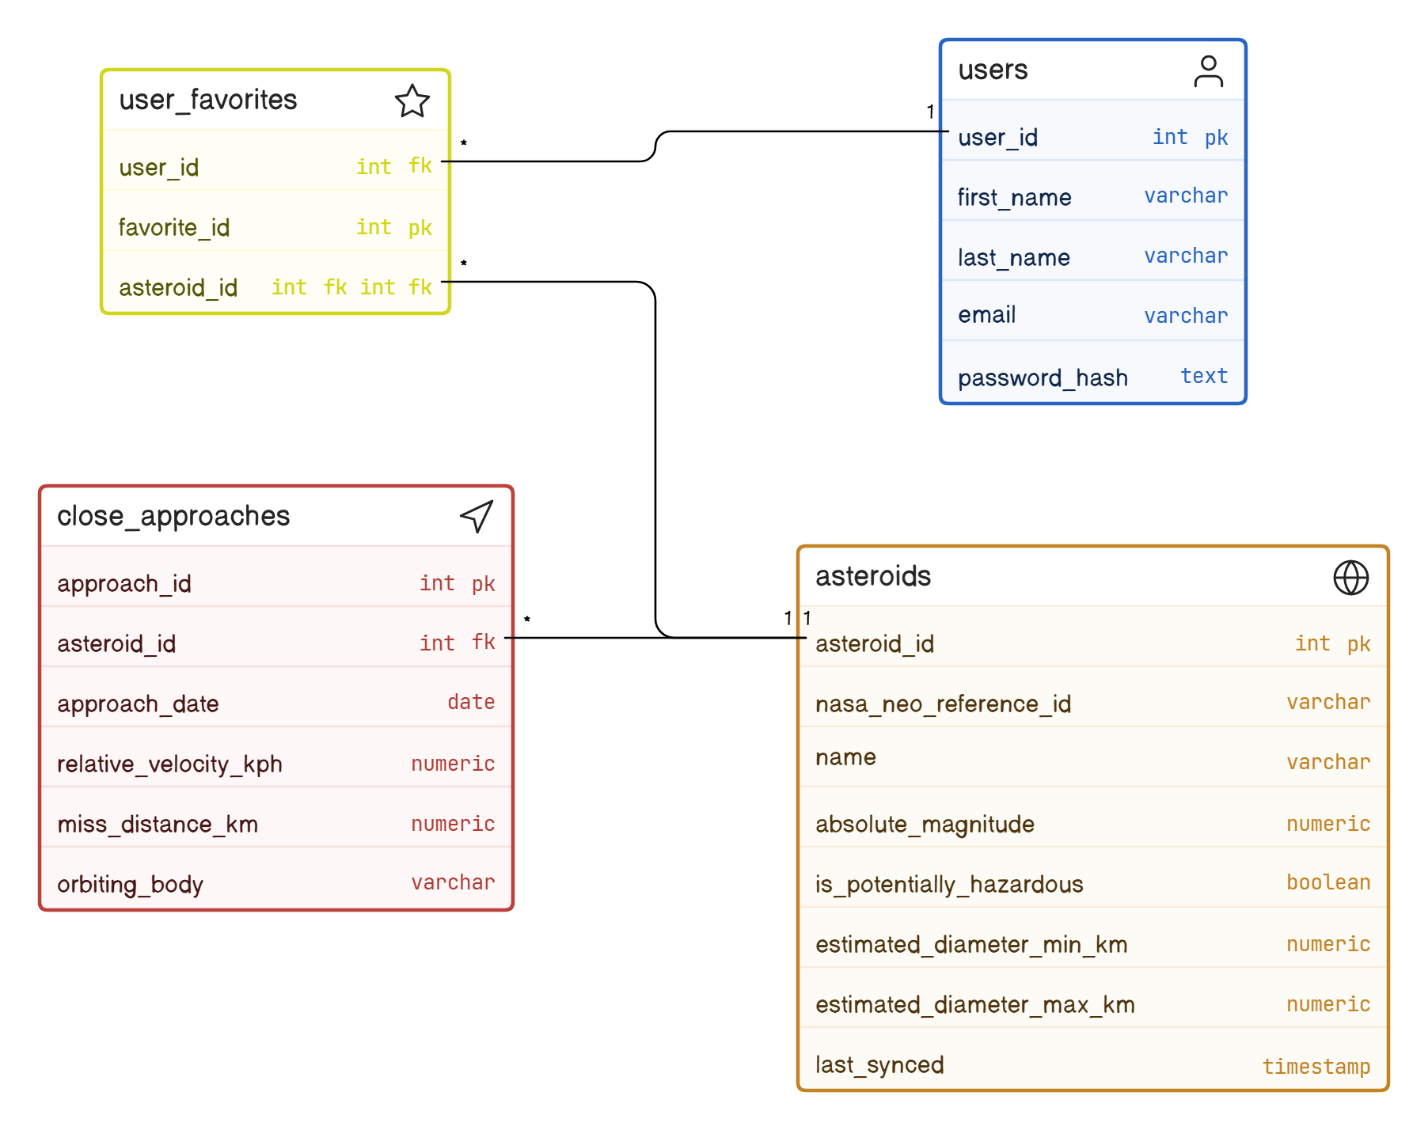 user_favorites
user_id int fk
favorite_id int pk
asteroid_id int fk int fk
*
*
1
users
user_id int pk
first_name varchar
last_name varchar
email varchar
password_hash text
close_approaches
approach_id int pk
asteroid_id int fk
approach_date date
relative_velocity_kph numeric
miss_distance_km numeric
orbiting_body varchar
*
1 1
asteroids
asteroid_id int pk
nasa_neo_reference_id varchar
name varchar
absolute_magnitude numeric
is_potentially_hazardous boolean
estimated_diameter_min_km numeric
estimated_diameter_max_km numeric
last_synced timestamp